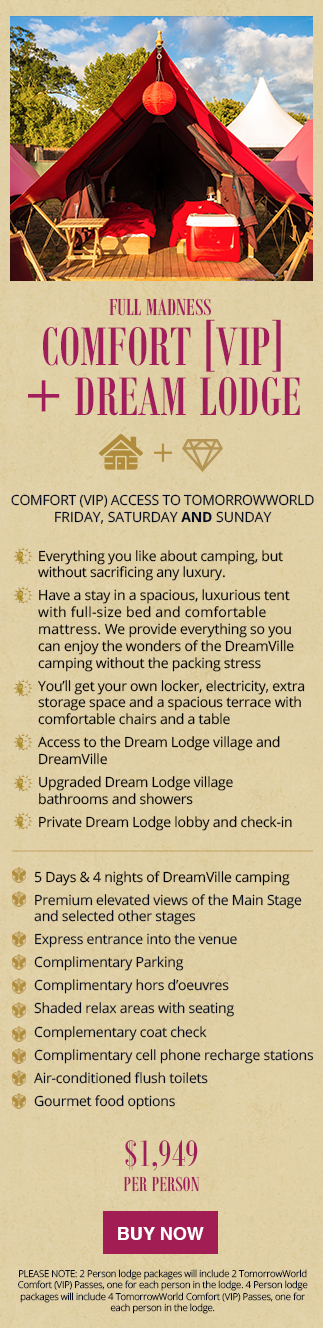 FULL MADNESS
COMFORT [VIP]
+ DREAM LODGE
+
COMFORT (VIP) ACCESS TO TOMORROWWORLD
FRIDAY, SATURDAY AND SUNDAY
Everything you like about camping, but
without sacrificing any luxury.
Have a stay in a spacious, luxurious tent
with full-size bed and comfortable
mattress. We provide everything so you
can enjoy the wonders of the DreamVille
camping without the packing stress
You'll get your own locker, electricity, extra
storage space and a spacious terrace with
comfortable chairs and a table
Access to the Dream Lodge village and
DreamVille
Upgraded Dream Lodge village
bathrooms and showers
Private Dream Lodge lobby and check-in
5 Days & 4 nights of DreamVille camping
Premium elevated views of the Main Stage
and selected other stages
Express entrance into the venue
Complimentary Parking
Complimentary hors d'oeuvres
Shaded relax areas with seating
Complementary coat check
Complimentary cell phone recharge stations
Air-conditioned flush toilets
Gourmet food options
$1,949
PER PERSON
BUY NOW
PLEASE NOTE: 2 Person lodge packages will include 2 TomorrowWorld
Comfort (VIP) Passes, one for each person in the lodge. 4 Person lodge
packages will include 4 TomorrowWorld Comfort (VIP) Passes, one for
each person in the lodge.